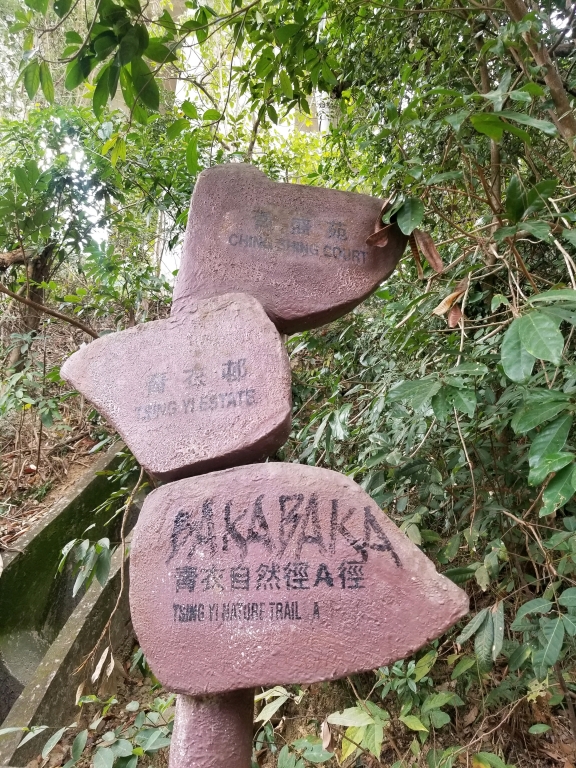 青盛苑
CHING SHING COURT
青衣邨
TSING YI ESTATE
BAKABAKA
青衣自然徑A徑
TSING YI NATURE TRAIL A